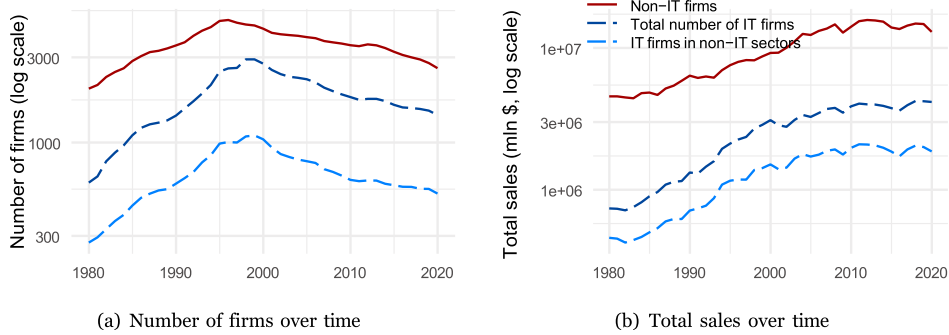 Number of firms (log scale)
3000
1000
300
1980
1990
2000
2010
2020
(a) Number of firms over time
Non−IT firms
Total number of IT firms
IT firms in non−IT sectors
Total sales (mln $, log scale)
1e+07
3e+06
1e+06
1980
1990
2000
2010
2020
(b) Total sales over time